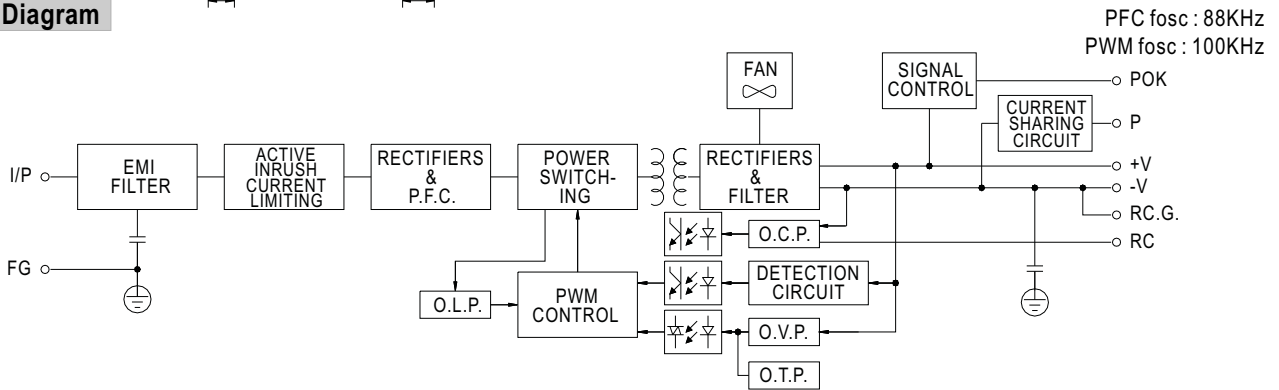 Diagram
PFC fosc : 88KHz
PWM fosc : 100KHz
FAN
SIGNAL
CONTROL
POK
CURRENT
SHARING
CIRCUIT
P
I/P
EMI
FILTER
ACTIVE
INRUSH
CURRENT
LIMITING
RECTIFIERS
&
P.F.C.
POWER
SWITCH-
ING
RECTIFIERS
&
FILTER
+V
-V
RC.G.
RC
O.C.P.
FG
O.L.P.
PWM
CONTROL
DETECTION
CIRCUIT
O.V.P.
O.T.P.